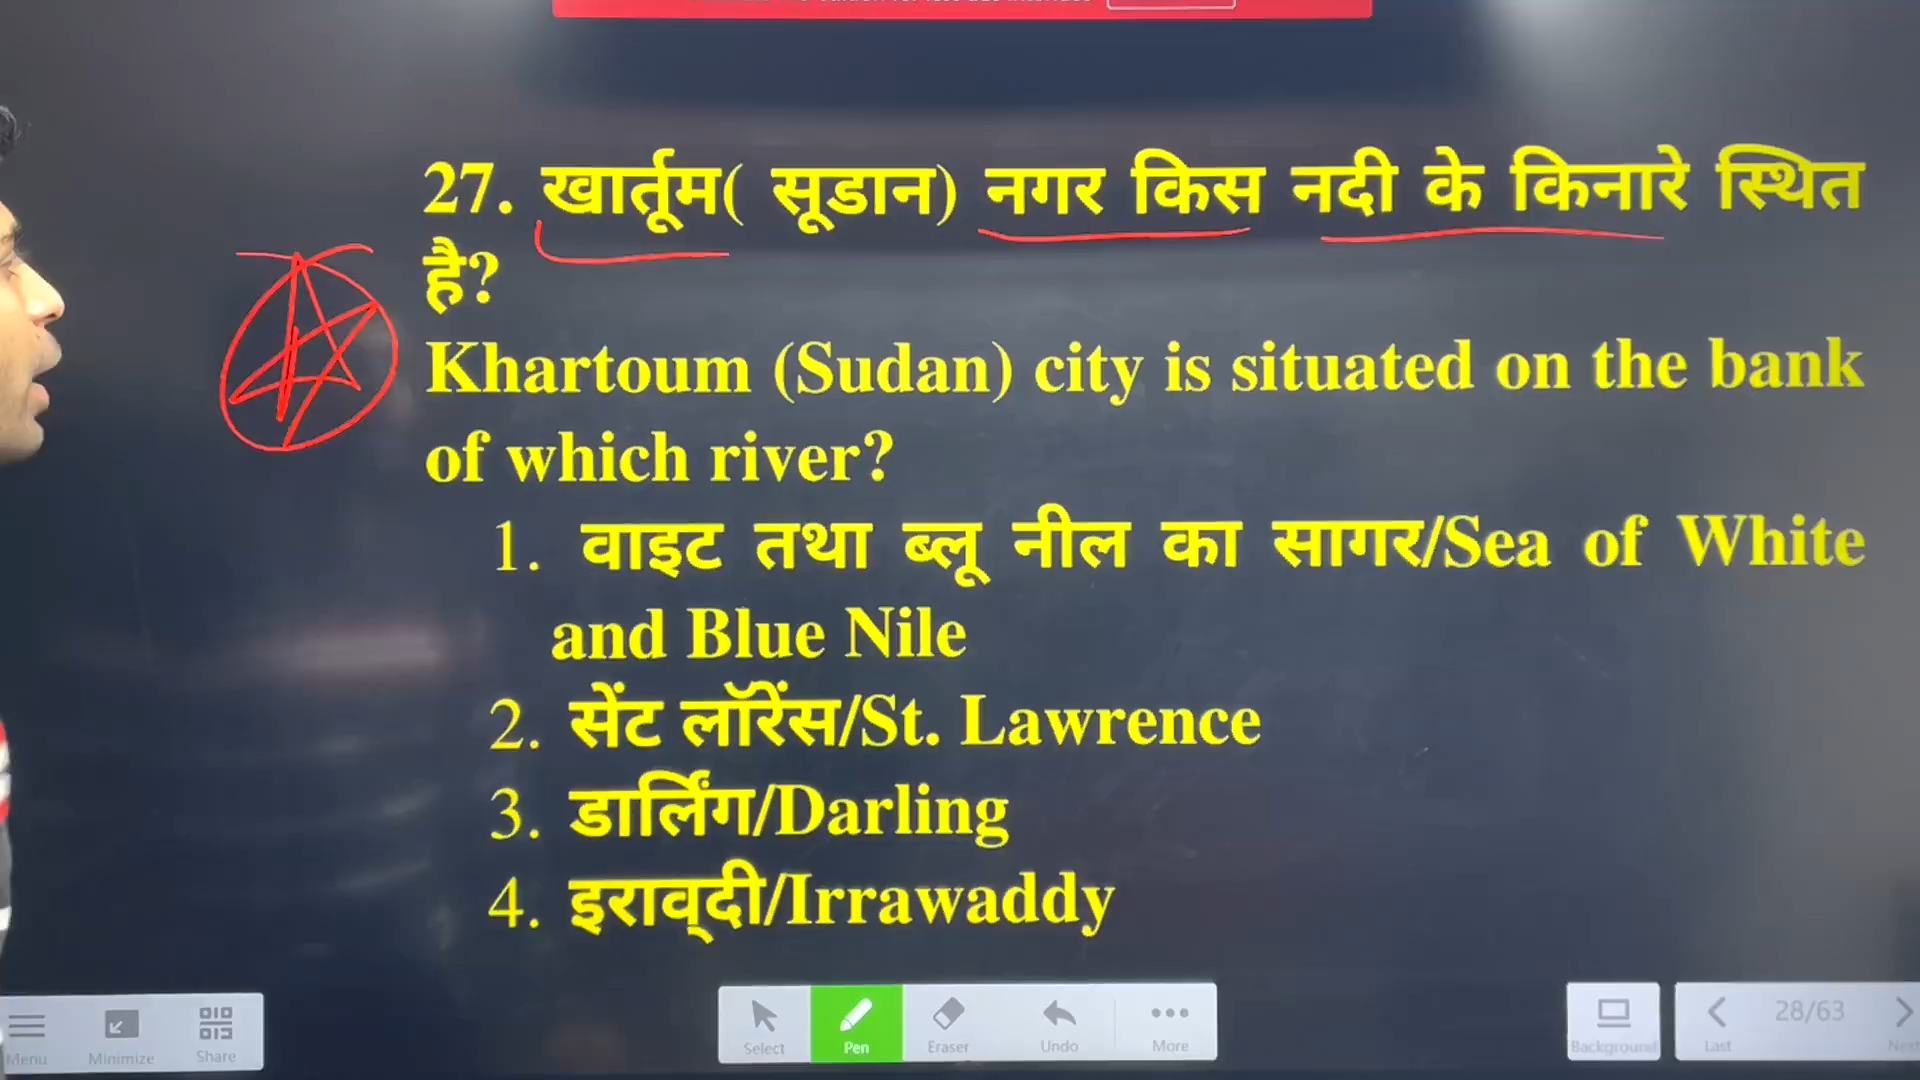 27. खार्तूम( सूडान) नगर किस नदी के किनारे स्थित
है?
Khartoum (Sudan) city is situated on the bank
of which river?
1. वाइट तथा ब्लू नील का सागर/Sea of White
and Blue Nile
2. सेंट लॉरेंस/St. Lawrence
3. डार्लिंग/Darling
4. इराव्दी/Irrawaddy
Menu Minimize Share Select Pen Eraser Undo More Background Last 28/63 Next